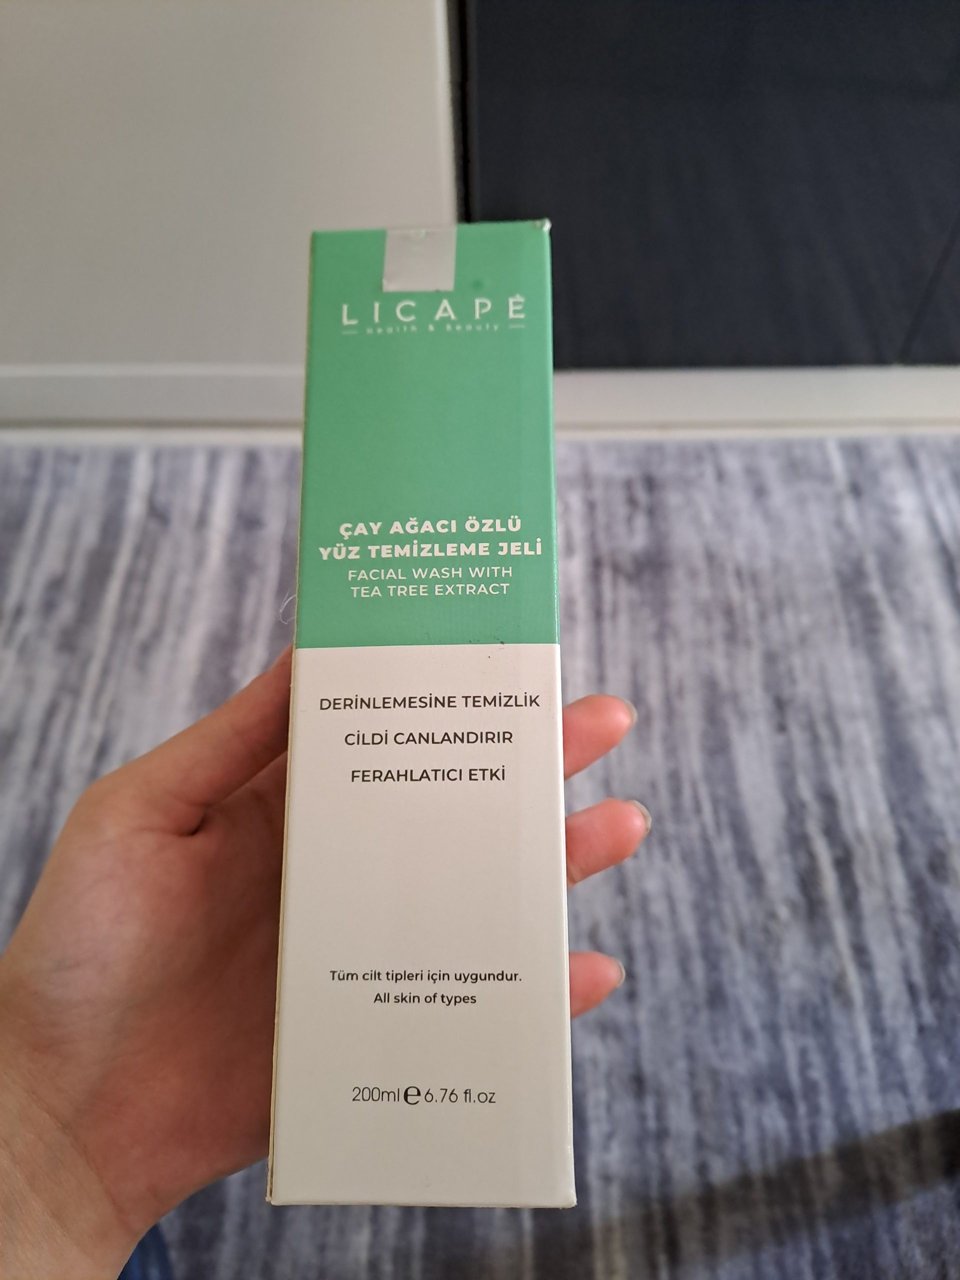 LICAPÉ
health & beauty
ÇAY AĞACI ÖZLÜ
YÜZ TEMİZLEME JELİ
FACIAL WASH WITH
TEA TREE EXTRACT
DERİNLEMESİNE TEMİZLİK
CİLDİ CANLANDIRIR
FERAHLATICI ETKİ
Tüm cilt tipleri için uygundur.
All skin of types
200ml ℮ 6.76 fl.oz